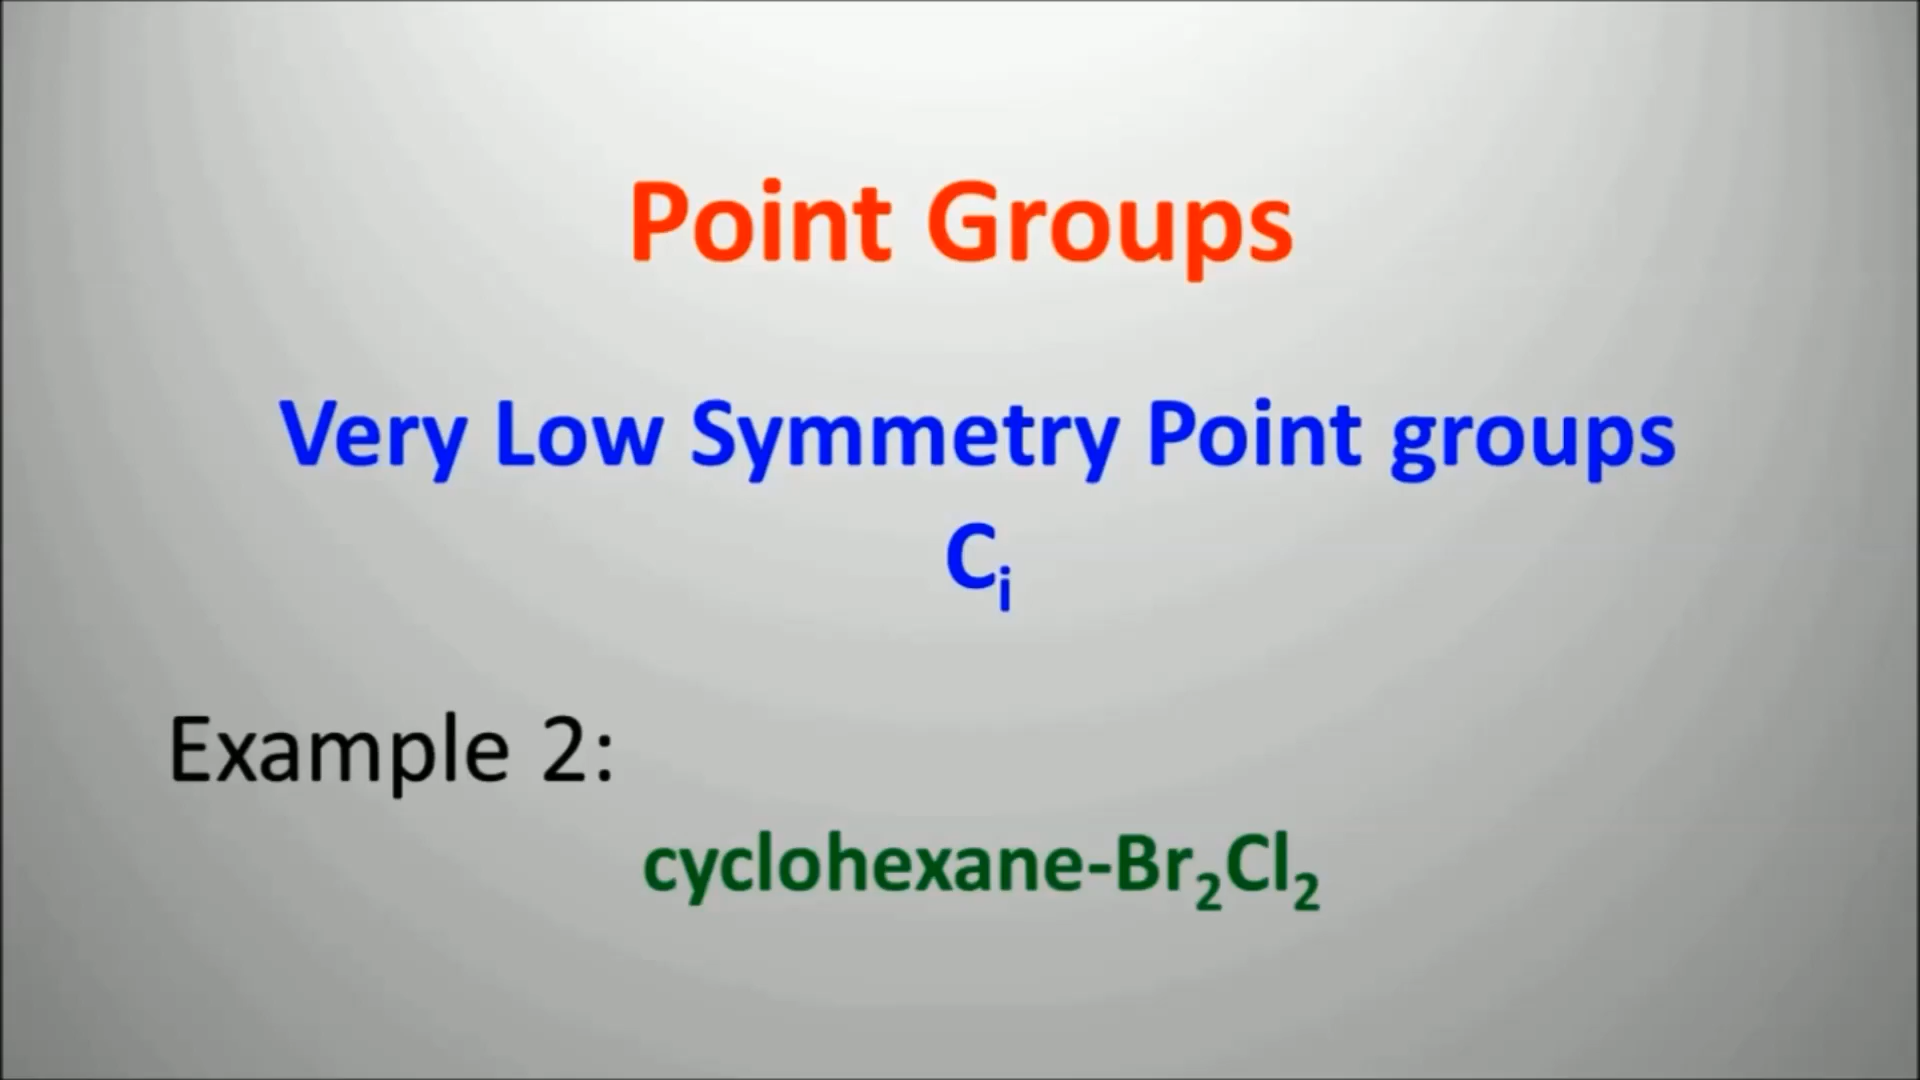 Point Groups
Very Low Symmetry Point groups
Cᵢ
Example 2:
cyclohexane-Br₂Cl₂